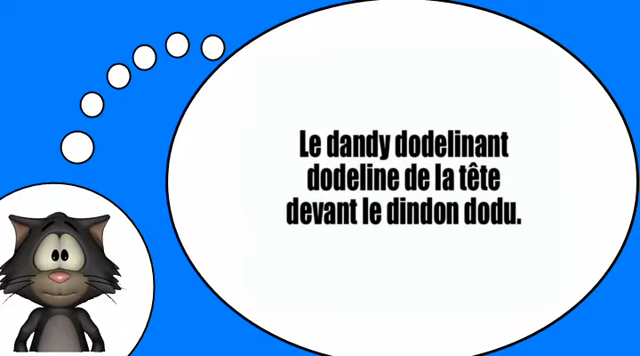 Le dandy dodelinant
dodeline de la tête
devant le dindon dodu.